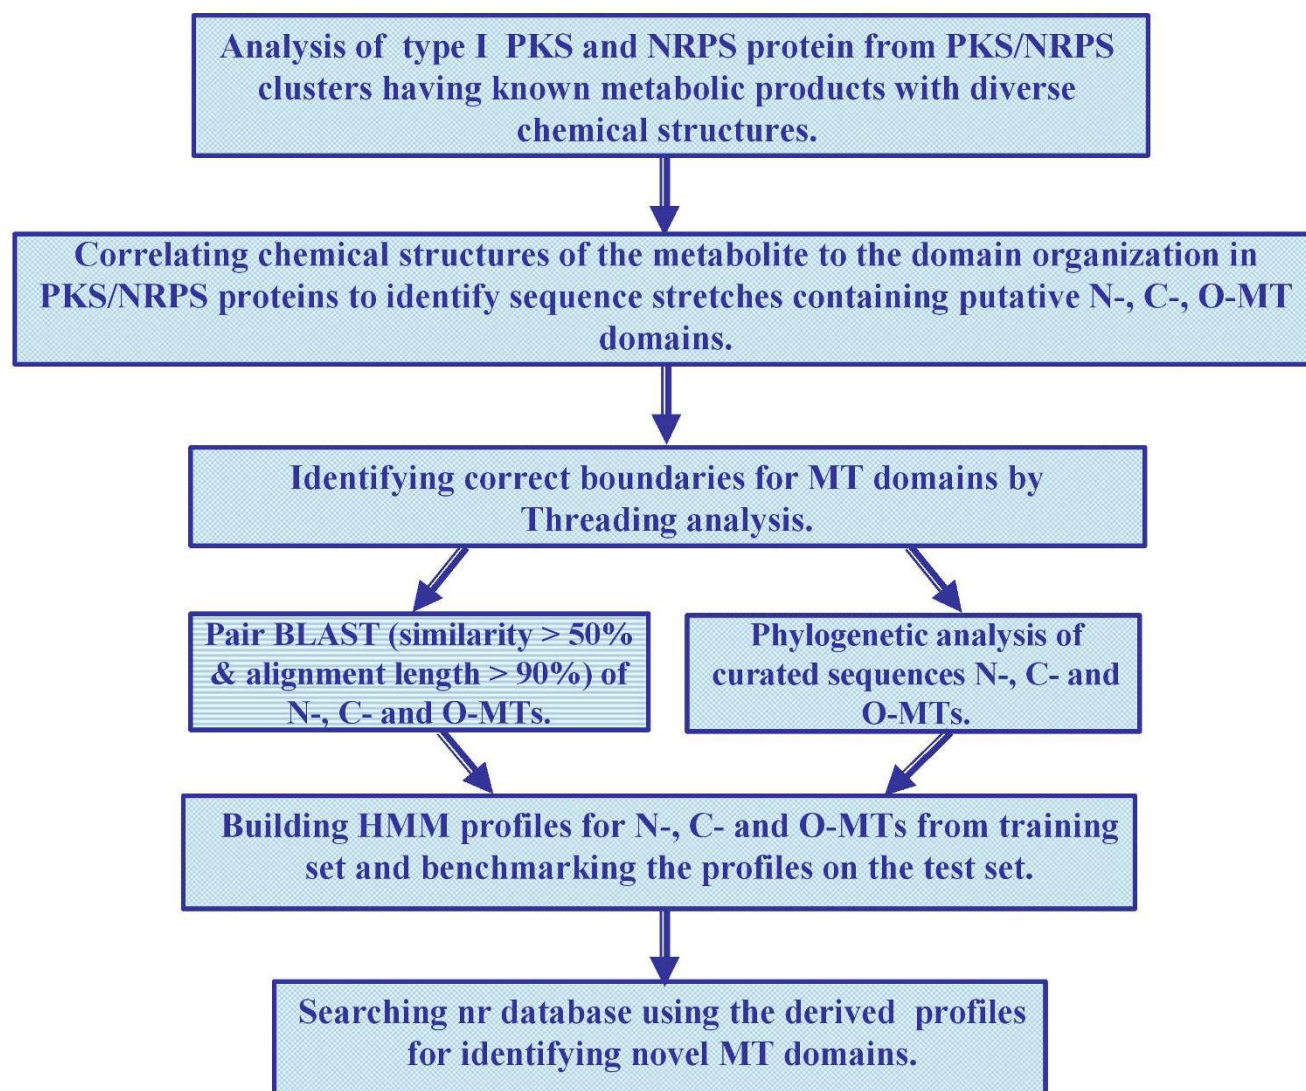 Analysis of type I PKS and NRPS protein from PKS/NRPS
clusters having known metabolic products with diverse
chemical structures.
Correlating chemical structures of the metabolite to the domain organization in
PKS/NRPS proteins to identify sequence stretches containing putative N-, C-, O-MT
domains.
Identifying correct boundaries for MT domains by
Threading analysis.
Pair BLAST (similarity > 50%
& alignment length > 90%) of
N-, C- and O-MTs.
Phylogenetic analysis of
curated sequences N-, C- and
O-MTs.
Building HMM profiles for N-, C- and O-MTs from training
set and benchmarking the profiles on the test set.
Searching nr database using the derived profiles
for identifying novel MT domains.